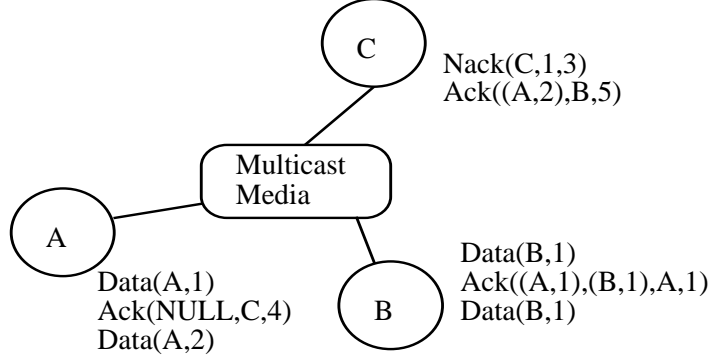 C
Nack(C,1,3)
Ack((A,2),B,5)
Multicast
Media
A
Data(A,1)
Ack(NULL,C,4)
Data(A,2)
B
Data(B,1)
Ack((A,1),(B,1),A,1)
Data(B,1)